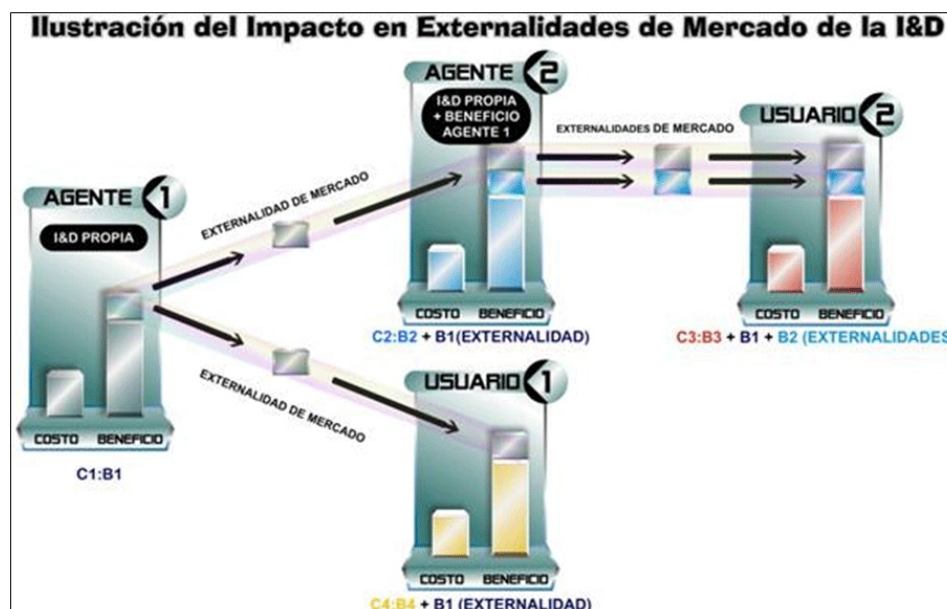 Ilustración del Impacto en Externalidades de Mercado de la I&D
AGENTE 1
I&D PROPIA
COSTO BENEFICIO
C1:B1
EXTERNALIDAD DE MERCADO
EXTERNALIDAD DE MERCADO
AGENTE 2
I&D PROPIA
+ BENEFICIO
AGENTE 1
COSTO BENEFICIO
C2:B2 + B1(EXTERNALIDAD)
EXTERNALIDADES DE MERCADO
USUARIO 2
COSTO BENEFICIO
C3:B3 + B1 + B2 (EXTERNALIDADES
USUARIO 1
COSTO BENEFICIO
C4:B4 + B1 (EXTERNALIDAD)